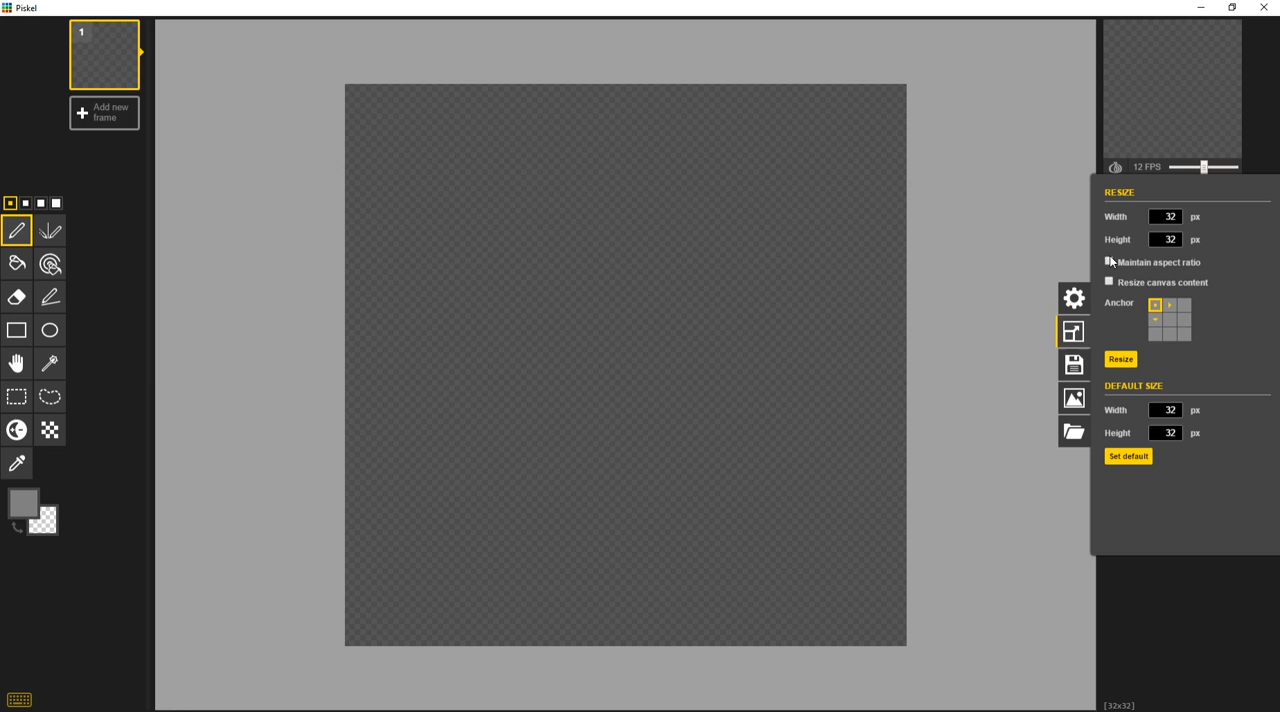 Piskel
1
Add new
frame
12 FPS
RESIZE
Width 32 px
Height 32 px
Maintain aspect ratio
Resize canvas content
Anchor
Resize
DEFAULT SIZE
Width 32 px
Height 32 px
Set default
[32x32]